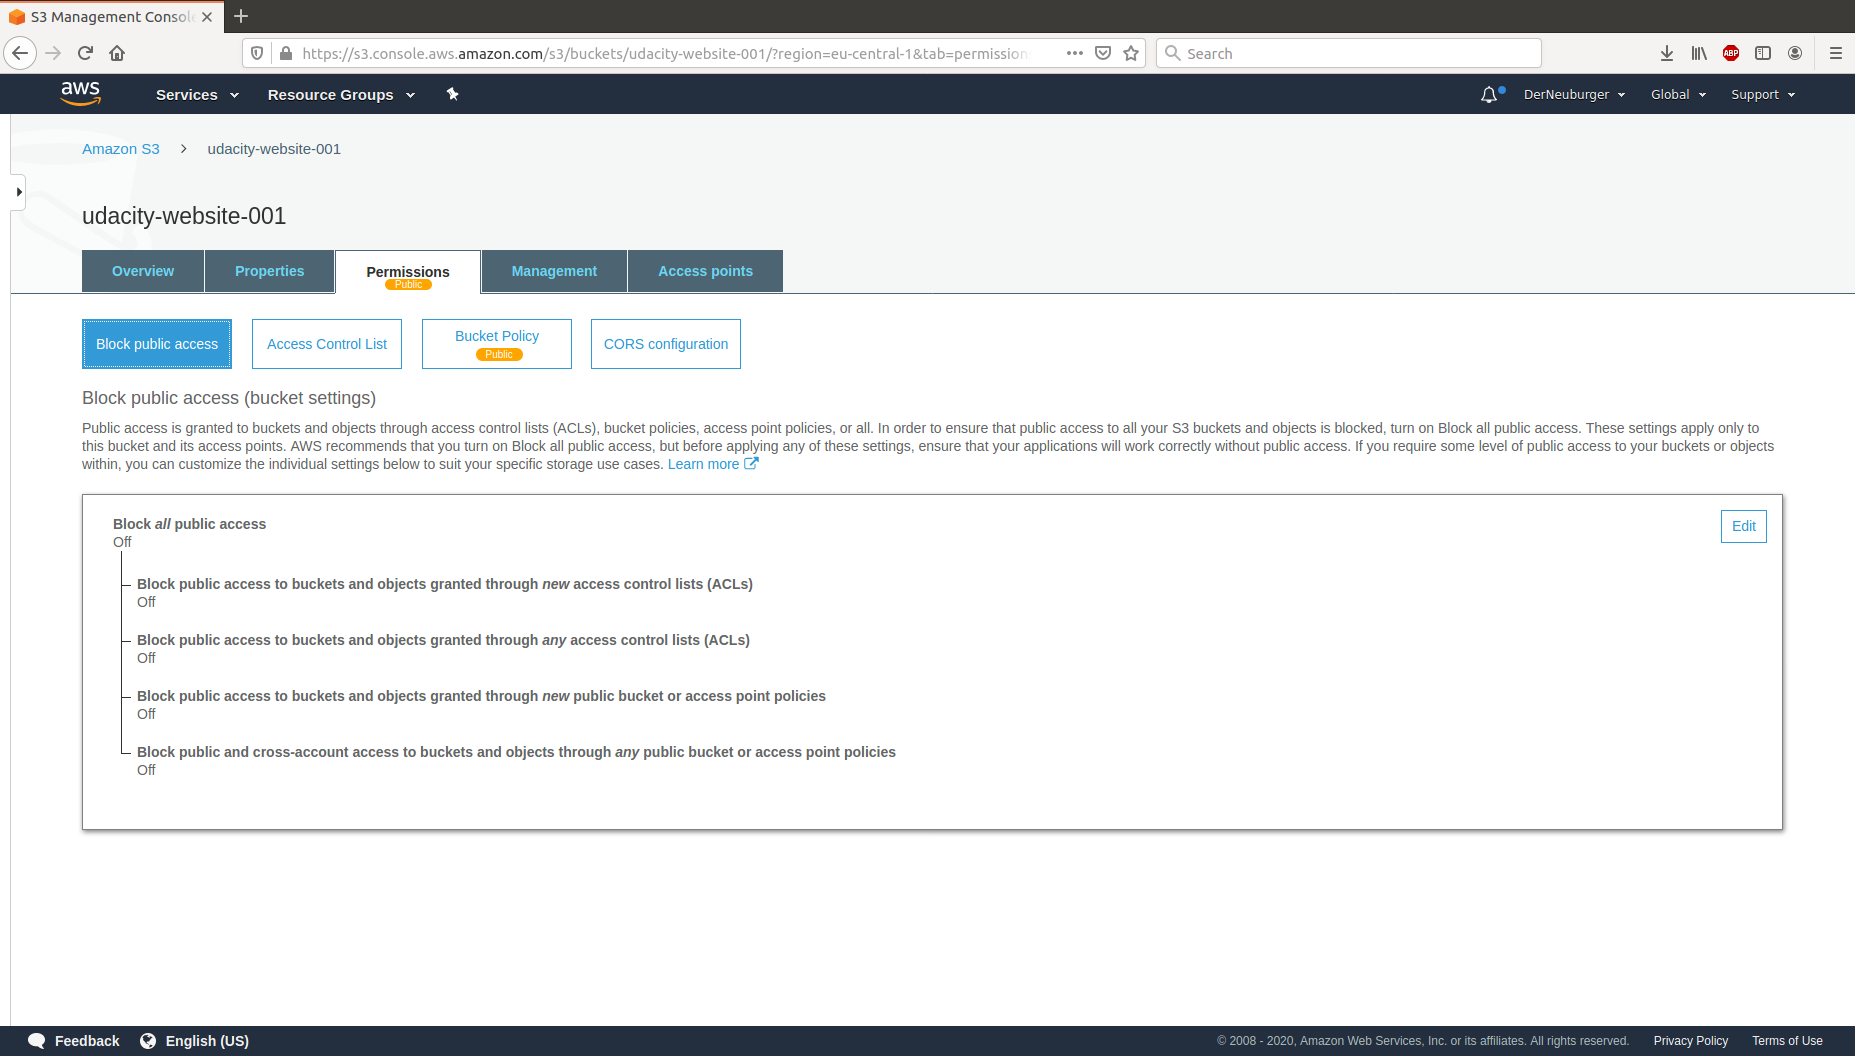 S3 Management Consol
https://s3.console.aws.amazon.com/s3/buckets/udacity-website-001/?region=eu-central-1&tab=permission
Search
ABP
aws
Services
Resource Groups
DerNeuburger
Global
Support
Amazon S3
udacity-website-001
udacity-website-001
Overview
Properties
Permissions
Public
Management
Access points
Block public access
Access Control List
Bucket Policy
Public
CORS configuration
Block public access (bucket settings)
Public access is granted to buckets and objects through access control lists (ACLs), bucket policies, access point policies, or all. In order to ensure that public access to all your S3 buckets and objects is blocked, turn on Block all public access. These settings apply only to
this bucket and its access points. AWS recommends that you turn on Block all public access, but before applying any of these settings, ensure that your applications will work correctly without public access. If you require some level of public access to your buckets or objects
within, you can customize the individual settings below to suit your specific storage use cases. Learn more
Block all public access
Off
Edit
Block public access to buckets and objects granted through new access control lists (ACLs)
Off
Block public access to buckets and objects granted through any access control lists (ACLs)
Off
Block public access to buckets and objects granted through new public bucket or access point policies
Off
Block public and cross-account access to buckets and objects through any public bucket or access point policies
Off
Feedback
English (US)
© 2008 - 2020, Amazon Web Services, Inc. or its affiliates. All rights reserved.
Privacy Policy
Terms of Use